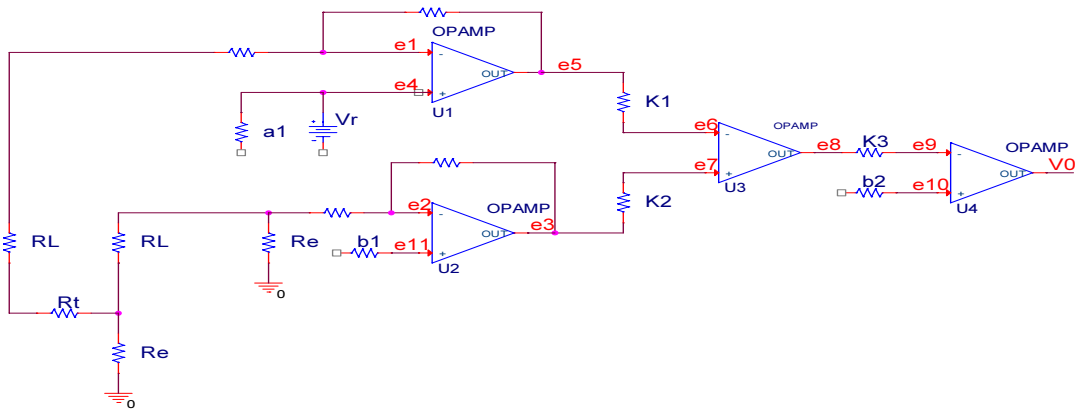 OPAMP
e1
-
OUT
e5
e4
+
U1
K1
a1
+
-
Vr
e6
-
OPAMP
OUT
e7
+
U3
e8
K3
e9
-
OPAMP
OUT
V0
b2
e10
+
U4
K2
OPAMP
e2
-
OUT
e3
b1
e11
+
U2
RL
RL
Re
0
Rt
Re
0